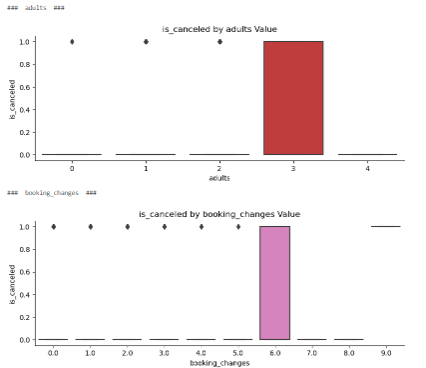 ### adults ###
is_canceled by adults Value
1.0
0.8
0.6
0.4
0.2
0.0
is_canceled
0 1 2 3 4
adults
### booking_changes ###
is_canceled by booking_changes Value
1.0
0.8
0.6
0.4
0.2
0.0
is_canceled
0.0 1.0 2.0 3.0 4.0 5.0 6.0 7.0 8.0 9.0
booking_changes